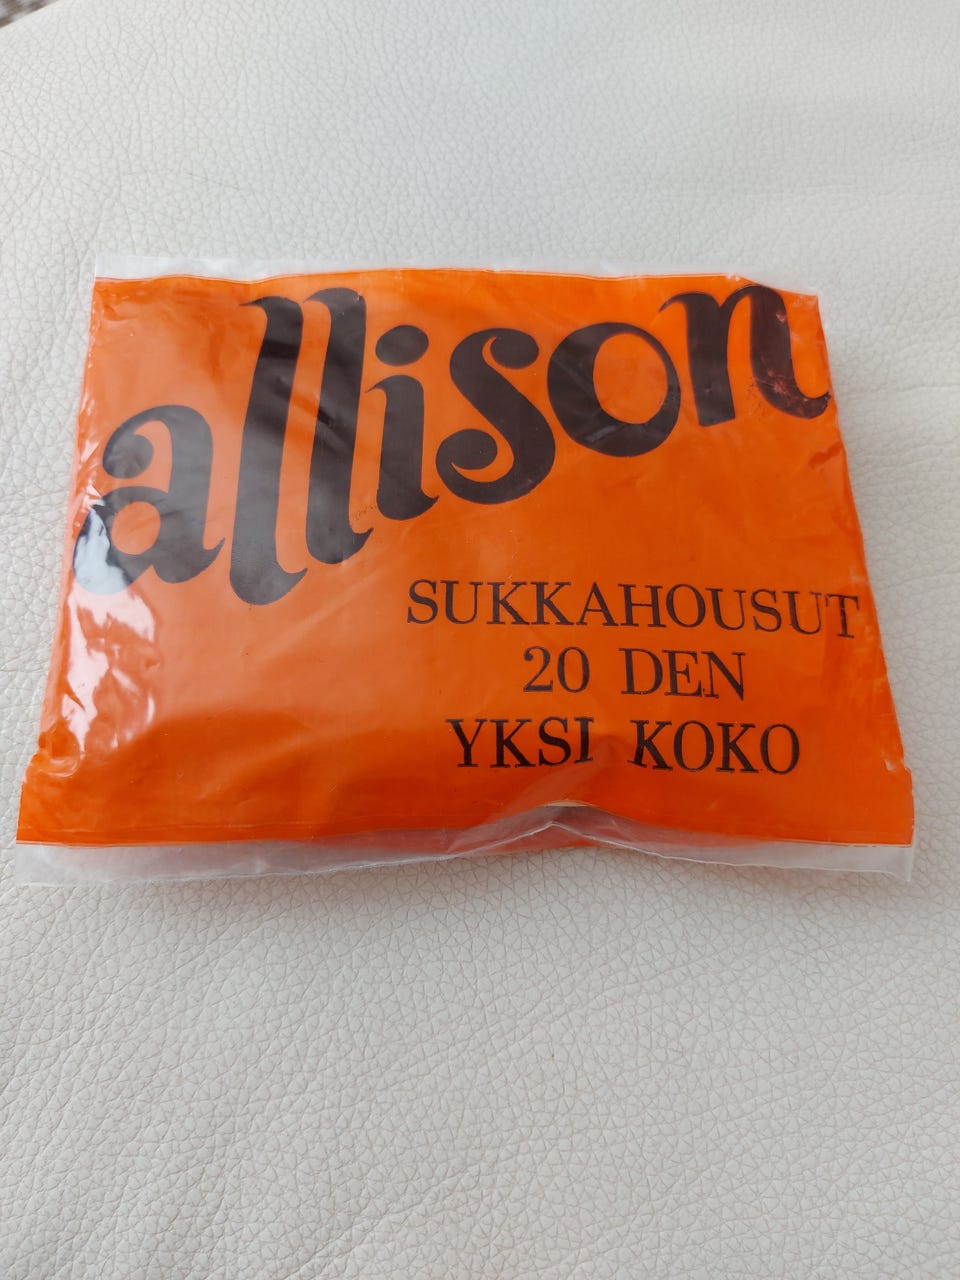 allison
SUKKAHOUSUT
20 DEN
YKSI KOKO